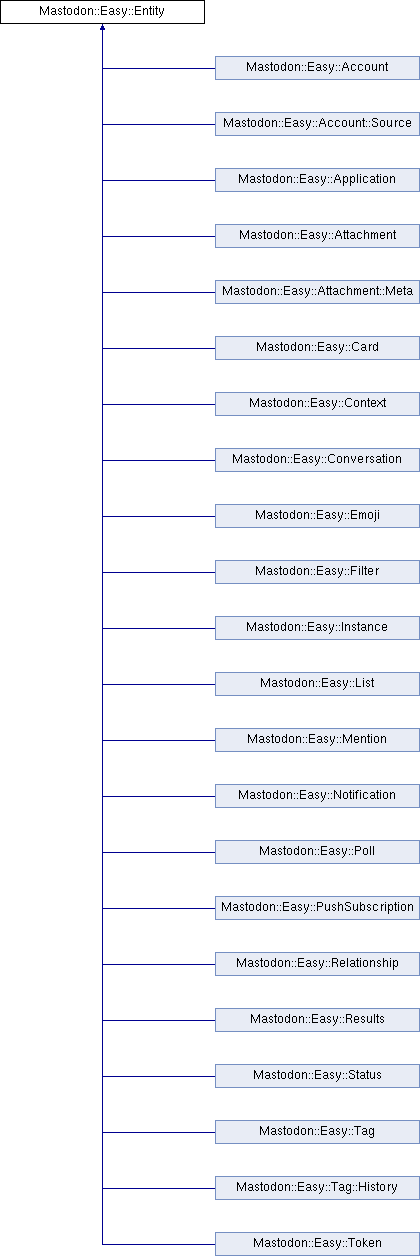 Mastodon::Easy::Entity
Mastodon::Easy::Account
Mastodon::Easy::Account::Source
Mastodon::Easy::Application
Mastodon::Easy::Attachment
Mastodon::Easy::Attachment::Meta
Mastodon::Easy::Card
Mastodon::Easy::Context
Mastodon::Easy::Conversation
Mastodon::Easy::Emoji
Mastodon::Easy::Filter
Mastodon::Easy::Instance
Mastodon::Easy::List
Mastodon::Easy::Mention
Mastodon::Easy::Notification
Mastodon::Easy::Poll
Mastodon::Easy::PushSubscription
Mastodon::Easy::Relationship
Mastodon::Easy::Results
Mastodon::Easy::Status
Mastodon::Easy::Tag
Mastodon::Easy::Tag::History
Mastodon::Easy::Token